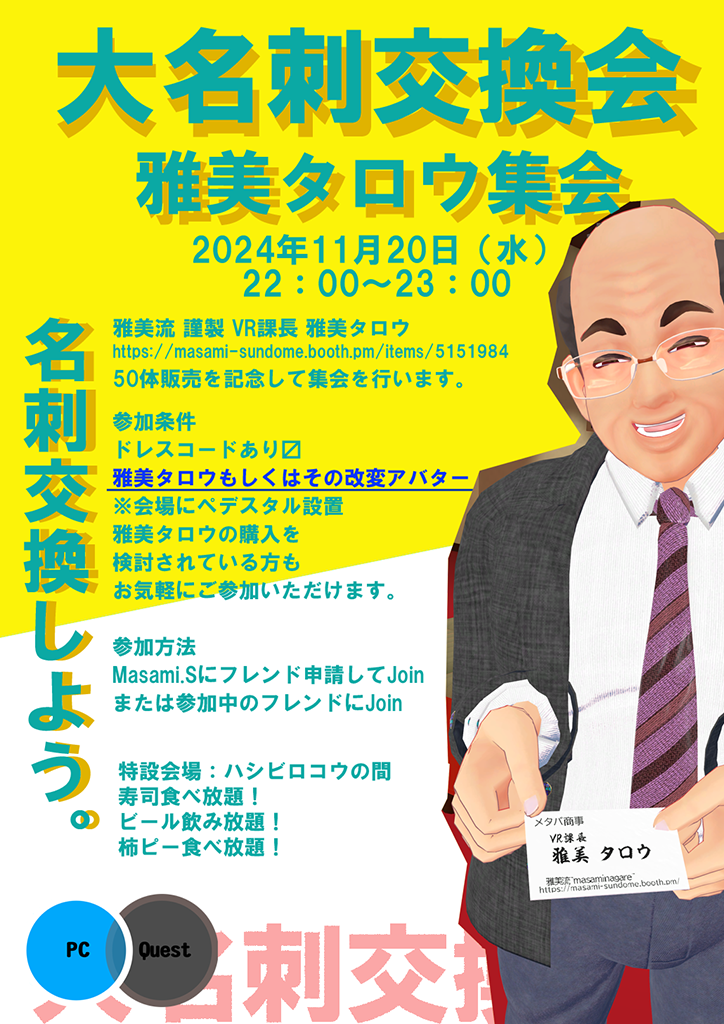 大名刺交換会
雅美タロウ集会
2024年11月20日（水）
22：00～23：00
名刺交換しよう。
雅美流 謹製 VR課長 雅美タロウ
https://masami-sundome.booth.pm/items/5151984
50体販売を記念して集会を行います。
参加条件
ドレスコードあり〼
雅美タロウもしくはその改変アバター
※会場にペデスタル設置
雅美タロウの購入を
検討されている方も
お気軽にご参加いただけます。
参加方法
Masami.Sにフレンド申請してJoin
または参加中のフレンドにJoin
特設会場：ハシビロコウの間
寿司食べ放題！
ビール飲み放題！
柿ピー食べ放題！
メタバ商事
VR課長
雅美 タロウ
雅美流"masaminagare"
https://masami-sundome.booth.pm/
PC
Quest
大名刺交換